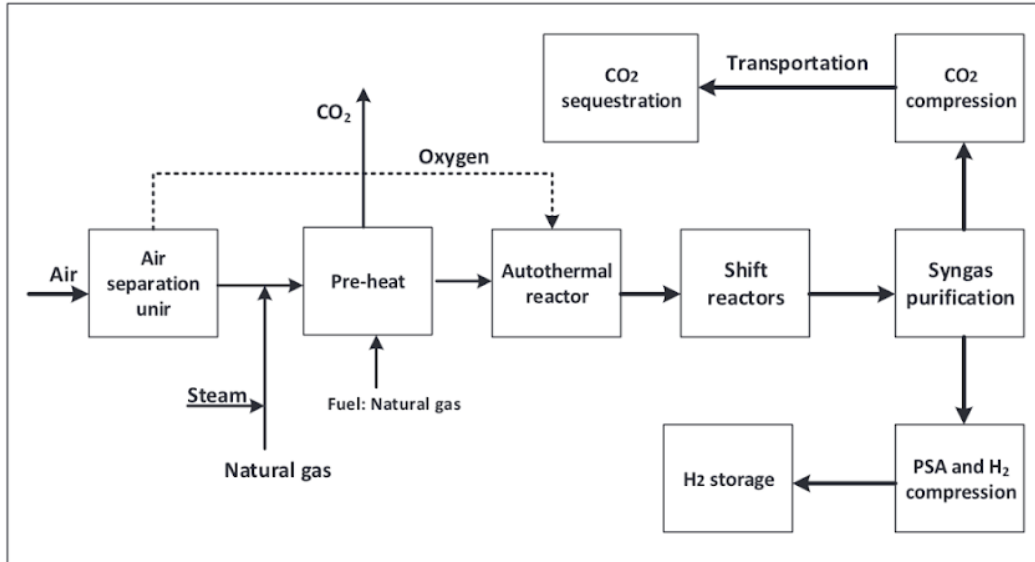 CO2
sequestration
Transportation
CO2
compression
CO2
Oxygen
Air
Air
separation
unir
Pre-heat
Autothermal
reactor
Shift
reactors
Syngas
purification
Steam
Fuel: Natural gas
Natural gas
H2 storage
PSA and H2
compression